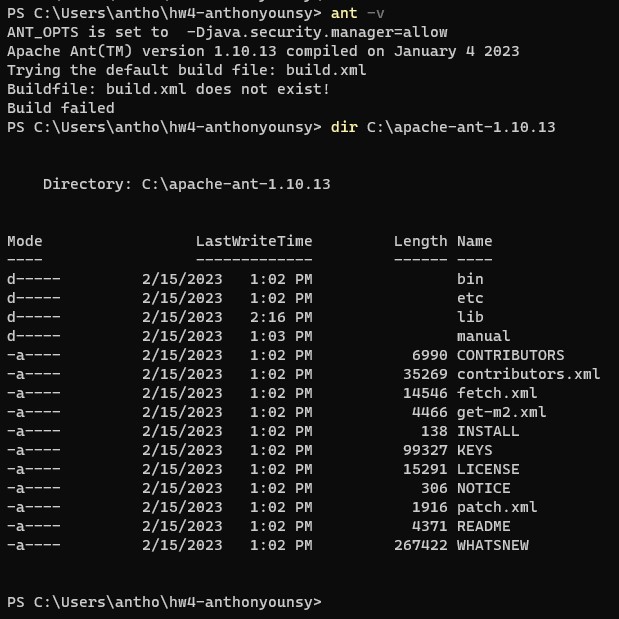 PS C:\Users\antho\hw4-anthonyounsy> ant -v
ANT_OPTS is set to  -Djava.security.manager=allow
Apache Ant(TM) version 1.10.13 compiled on January 4 2023
Trying the default build file: build.xml
Buildfile: build.xml does not exist!
Build failed
PS C:\Users\antho\hw4-anthonyounsy> dir C:\apache-ant-1.10.13
Directory: C:\apache-ant-1.10.13
Mode                 LastWriteTime         Length Name
----                 -------------         ------ ----
d-----         2/15/2023   1:02 PM                bin
d-----         2/15/2023   1:02 PM                etc
d-----         2/15/2023   2:16 PM                lib
d-----         2/15/2023   1:03 PM                manual
-a----         2/15/2023   1:02 PM           6990 CONTRIBUTORS
-a----         2/15/2023   1:02 PM          35269 contributors.xml
-a----         2/15/2023   1:02 PM          14546 fetch.xml
-a----         2/15/2023   1:02 PM           4466 get-m2.xml
-a----         2/15/2023   1:02 PM            138 INSTALL
-a----         2/15/2023   1:02 PM          99327 KEYS
-a----         2/15/2023   1:02 PM          15291 LICENSE
-a----         2/15/2023   1:02 PM            306 NOTICE
-a----         2/15/2023   1:02 PM           1916 patch.xml
-a----         2/15/2023   1:02 PM           4371 README
-a----         2/15/2023   1:02 PM         267422 WHATSNEW
PS C:\Users\antho\hw4-anthonyounsy>